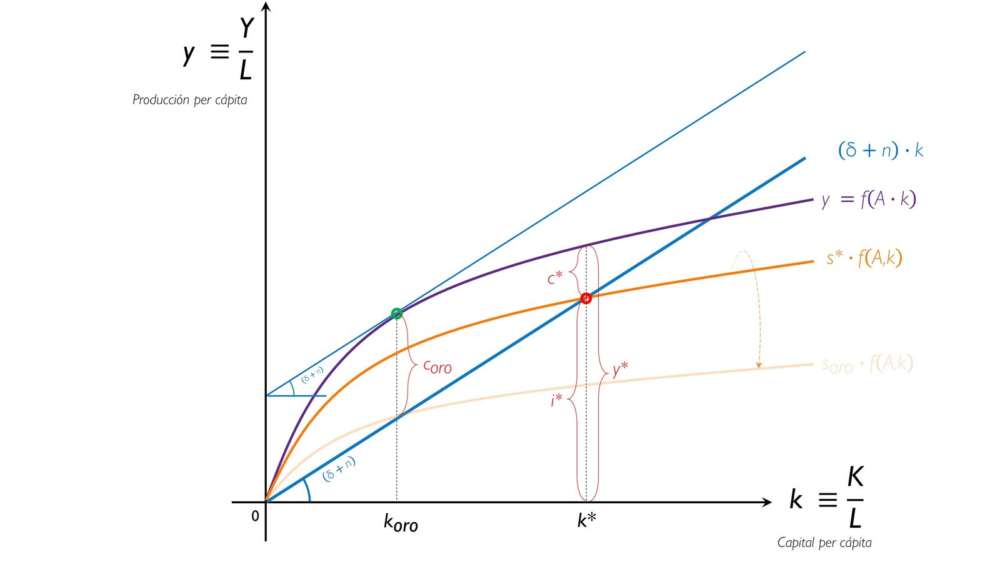 y ≡ Y/L
Producción per cápita
(δ + n) · k
y = f(A · k)
s* · f(A,k)
c*
(δ + n)
c_oro
y*
s_oro · f(A,k)
i*
(δ + n)
0
k_oro
k*
k ≡ K/L
Capital per cápita